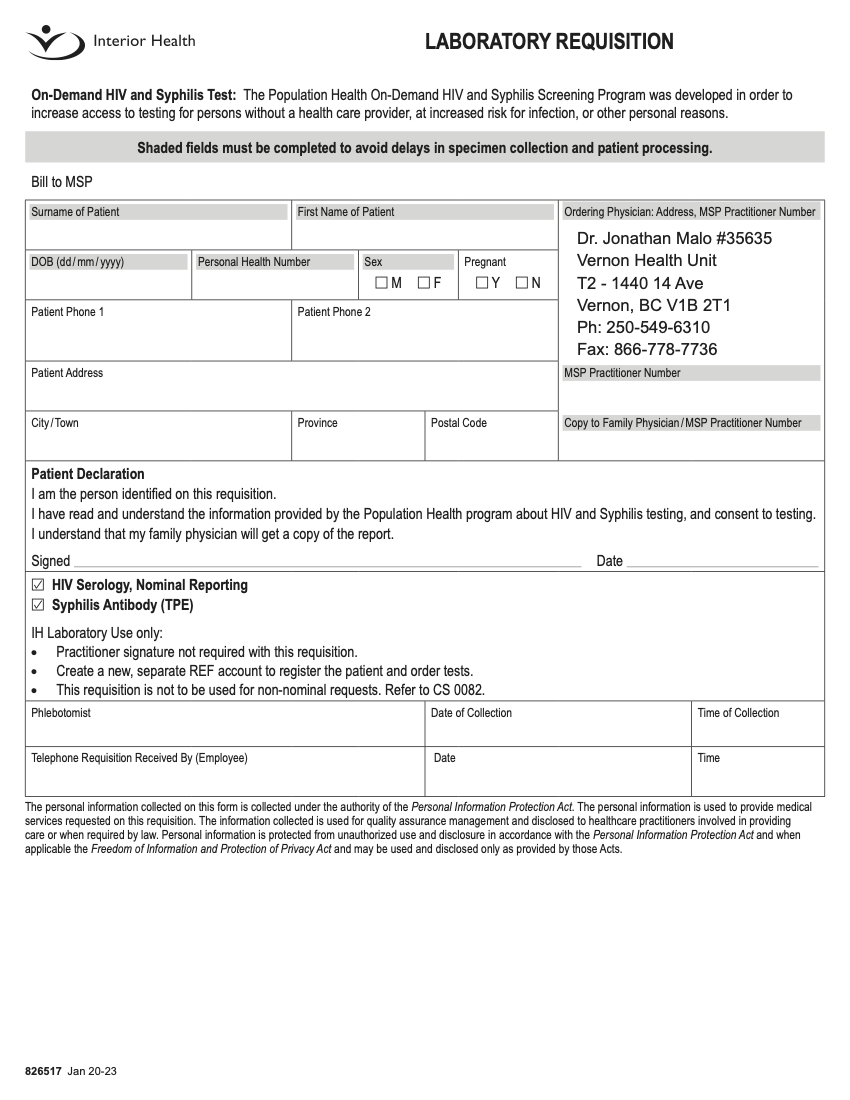 Interior Health
LABORATORY REQUISITION
On-Demand HIV and Syphilis Test: The Population Health On-Demand HIV and Syphilis Screening Program was developed in order to
increase access to testing for persons without a health care provider, at increased risk for infection, or other personal reasons.
Shaded fields must be completed to avoid delays in specimen collection and patient processing.
Bill to MSP
Surname of Patient
First Name of Patient
Ordering Physician: Address, MSP Practitioner Number
Dr. Jonathan Malo #35635
Vernon Health Unit
T2 - 1440 14 Ave
Vernon, BC V1B 2T1
Ph: 250-549-6310
Fax: 866-778-7736
DOB (dd/mm/yyyy)
Personal Health Number
Sex
☐ M ☐ F
Pregnant
☐ Y ☐ N
Patient Phone 1
Patient Phone 2
Patient Address
MSP Practitioner Number
City/Town
Province
Postal Code
Copy to Family Physician/MSP Practitioner Number
Patient Declaration
I am the person identified on this requisition.
I have read and understand the information provided by the Population Health program about HIV and Syphilis testing, and consent to testing.
I understand that my family physician will get a copy of the report.
Signed
Date
☑ HIV Serology, Nominal Reporting
☑ Syphilis Antibody (TPE)
IH Laboratory Use only:
• Practitioner signature not required with this requisition.
• Create a new, separate REF account to register the patient and order tests.
• This requisition is not to be used for non-nominal requests. Refer to CS 0082.
Phlebotomist
Date of Collection
Time of Collection
Telephone Requisition Received By (Employee)
Date
Time
The personal information collected on this form is collected under the authority of the Personal Information Protection Act. The personal information is used to provide medical
services requested on this requisition. The information collected is used for quality assurance management and disclosed to healthcare practitioners involved in providing
care or when required by law. Personal information is protected from unauthorized use and disclosure in accordance with the Personal Information Protection Act and when
applicable the Freedom of Information and Protection of Privacy Act and may be used and disclosed only as provided by those Acts.
826517 Jan 20-23